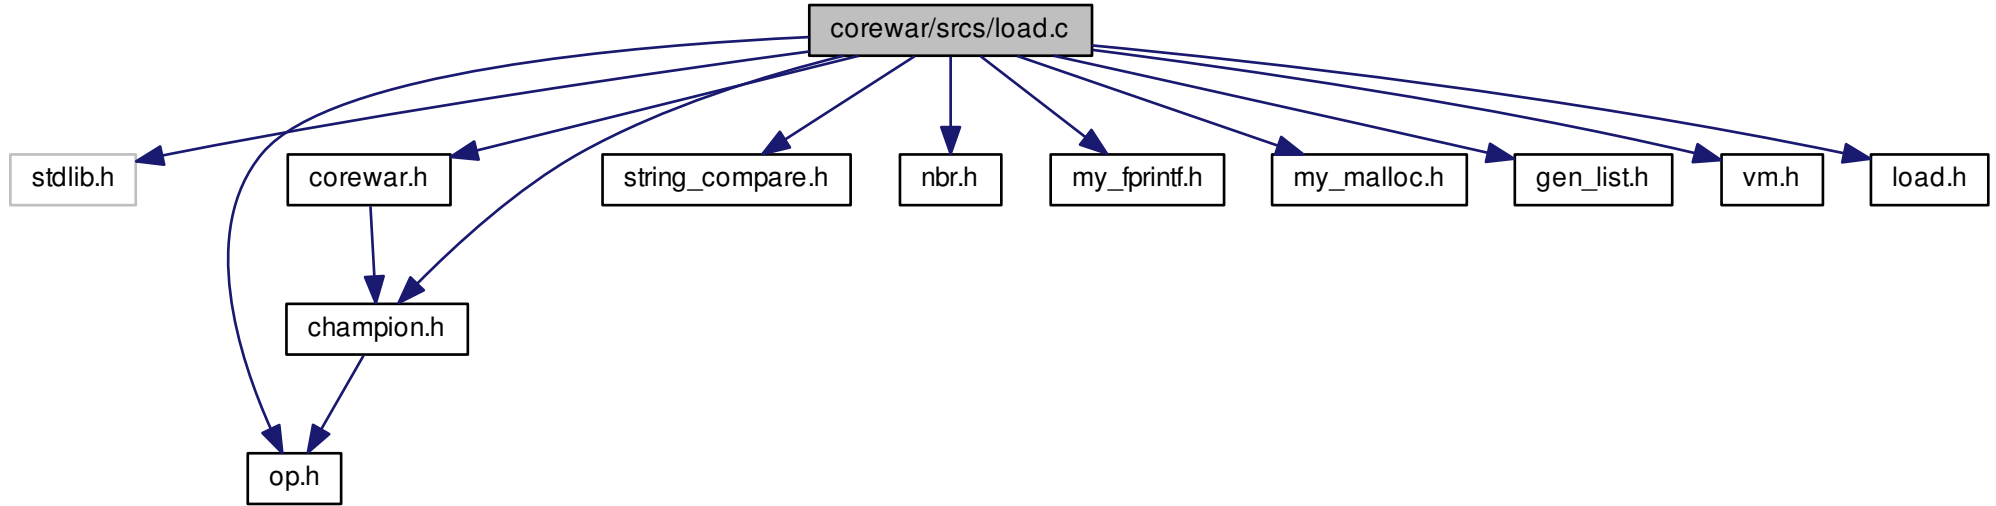 corewar/srcs/load.c
stdlib.h
corewar.h
string_compare.h
nbr.h
my_fprintf.h
my_malloc.h
gen_list.h
vm.h
load.h
champion.h
op.h